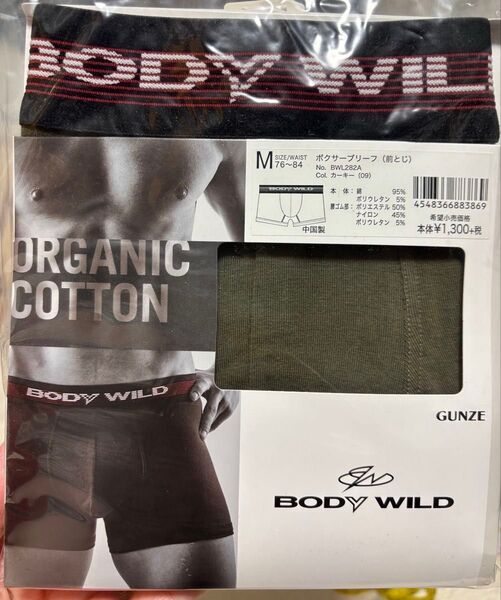 BODY WIL
M SIZE/WAIST 76〜84
ボクサーブリーフ（前とじ）
No. BWL282A
Col. カーキー（09）
BODY WILD
本体：綿 95%
ポリウレタン 5%
腰ゴム部：ポリエステル 50%
ナイロン 45%
ポリウレタン 5%
中国製
4548366883869
希望小売価格
本体¥1,300+税
ORGANIC
COTTON
BODY WILD
GUNZE
BODY WILD